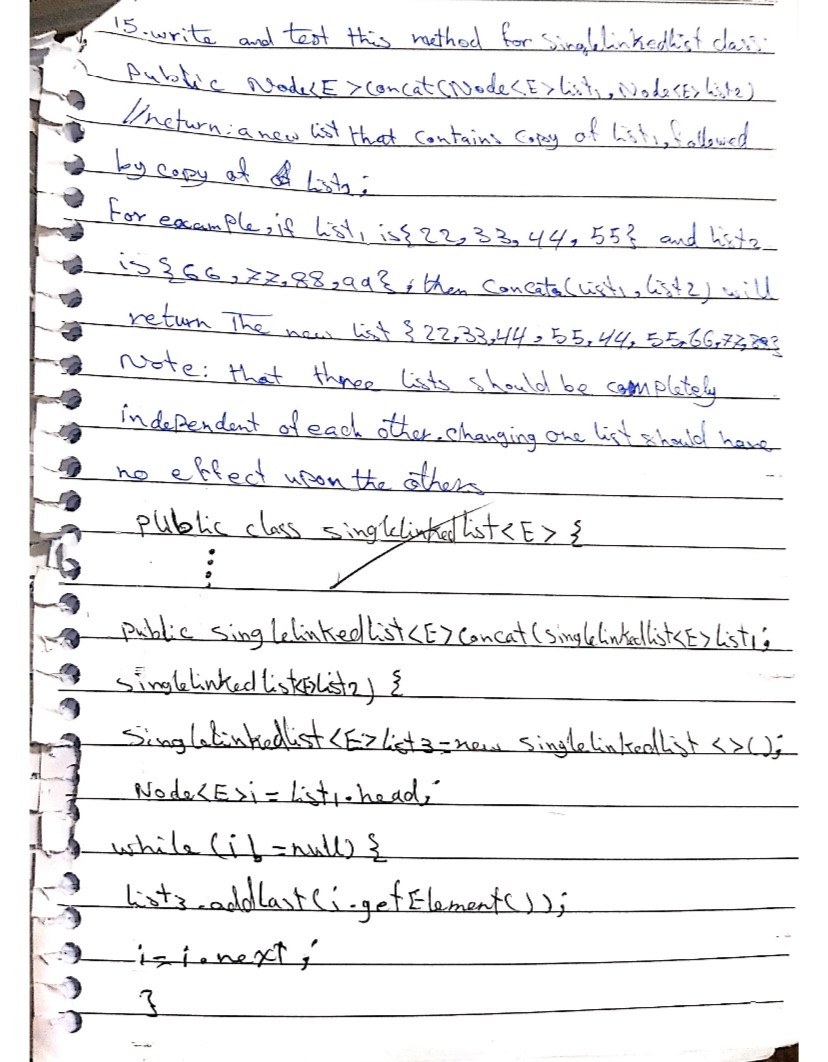 15. write and test this method for singlelinkedlist class:
Public Node<E>concat(Node<E>list1, Node<E>list2)
//return: a new list that contains copy of list1, followed
by copy of list2;
For example, if list1 is {22, 33, 44, 55} and list2
is {66, 77, 88, 99}, then concata(list1, list2) will
return The new list {22,33,44, 55, 44, 55,66,77,
Note: that three lists should be completely
independent of each other. changing one list should have
no effect upon the others
public class singlelinkedlist<E> {
⋮
public singlelinkedlist<E>concat(singlelinkedlist<E>list1;
singlelinkedlist<E>list2) {
Singlelinkedlist<E>list3=new singlelinkedlist <>();
Node<E>i = list1.head;
while (i != null) {
list3.addlast(i.getElement());
i=i.next;
}